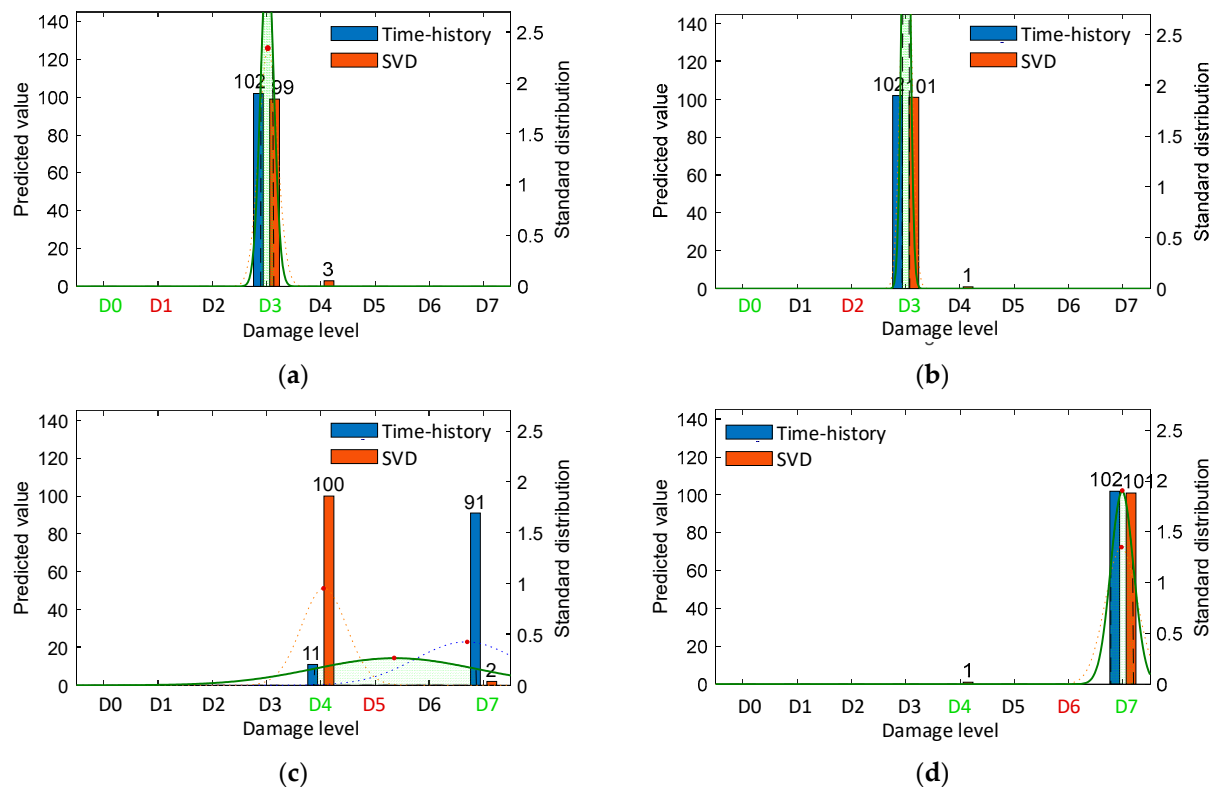 140
120
100
80
60
40
20
0
Predicted value
Time-history
SVD
102
99
3
2.5
2
1.5
1
0.5
0
Standard distribution
D0 D1 D2 D3 D4 D5 D6 D7
Damage level
(a)
140
120
100
80
60
40
20
0
Predicted value
Time-history
SVD
102
101
1
2.5
2
1.5
1
0.5
0
Standard distribution
D0 D1 D2 D3 D4 D5 D6 D7
Damage level
(b)
140
120
100
80
60
40
20
0
Predicted value
Time-history
SVD
11
100
91
2
2.5
2
1.5
1
0.5
0
Standard distribution
D0 D1 D2 D3 D4 D5 D6 D7
Damage level
(c)
140
120
100
80
60
40
20
0
Predicted value
Time-history
SVD
1
102
101
2.5
2
1.5
1
0.5
0
Standard distribution
D0 D1 D2 D3 D4 D5 D6 D7
Damage level
(d)